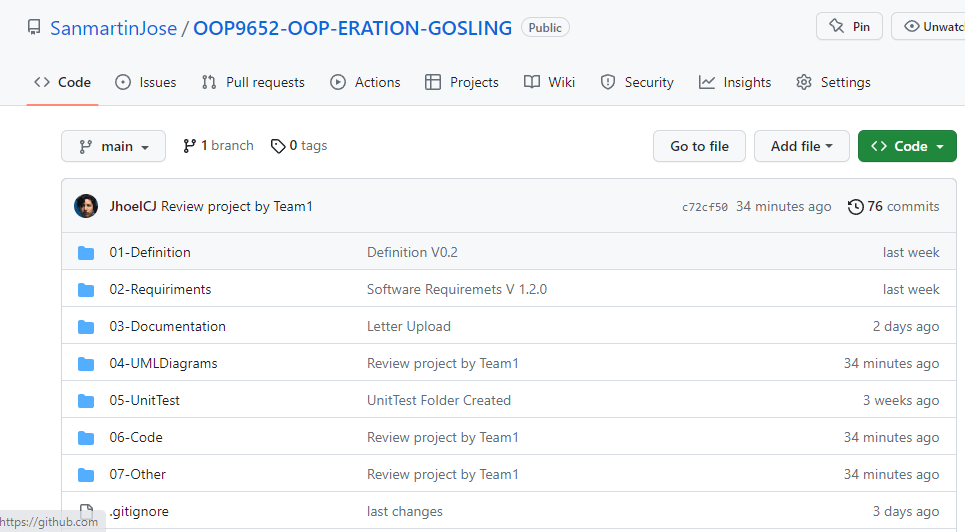 SanmartinJose / OOP9652-OOP-ERATION-GOSLING Public Pin Unwatc
<> Code Issues Pull requests Actions Projects Wiki Security Insights Settings
main 1 branch 0 tags Go to file Add file <> Code
JhoelCJ Review project by Team1 c72cf50 34 minutes ago 76 commits
01-Definition Definition V0.2 last week
02-Requiriments Software Requiremets V 1.2.0 last week
03-Documentation Letter Upload 2 days ago
04-UMLDiagrams Review project by Team1 34 minutes ago
05-UnitTest UnitTest Folder Created 3 weeks ago
06-Code Review project by Team1 34 minutes ago
07-Other Review project by Team1 34 minutes ago
.gitignore last changes 3 days ago
https://github.com